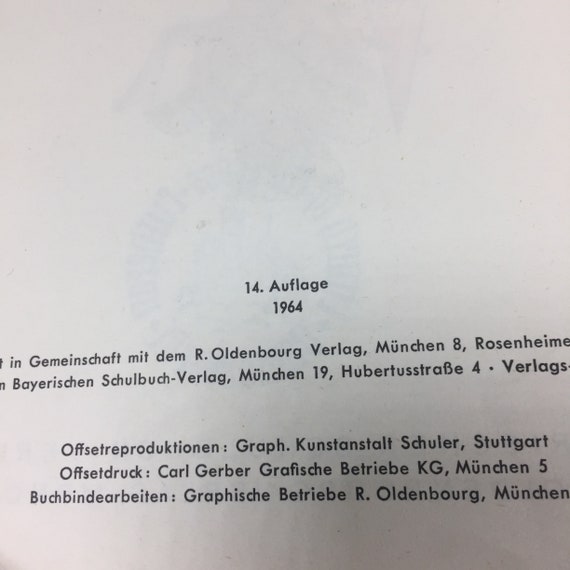 14. Auflage
1964
t in Gemeinschaft mit dem R. Oldenbourg Verlag, München 8, Rosenheime
n Bayerischen Schulbuch-Verlag, München 19, Hubertusstraße 4 · Verlags-
Offsetreproduktionen: Graph. Kunstanstalt Schuler, Stuttgart
Offsetdruck: Carl Gerber Grafische Betriebe KG, München 5
Buchbindearbeiten: Graphische Betriebe R. Oldenbourg, München